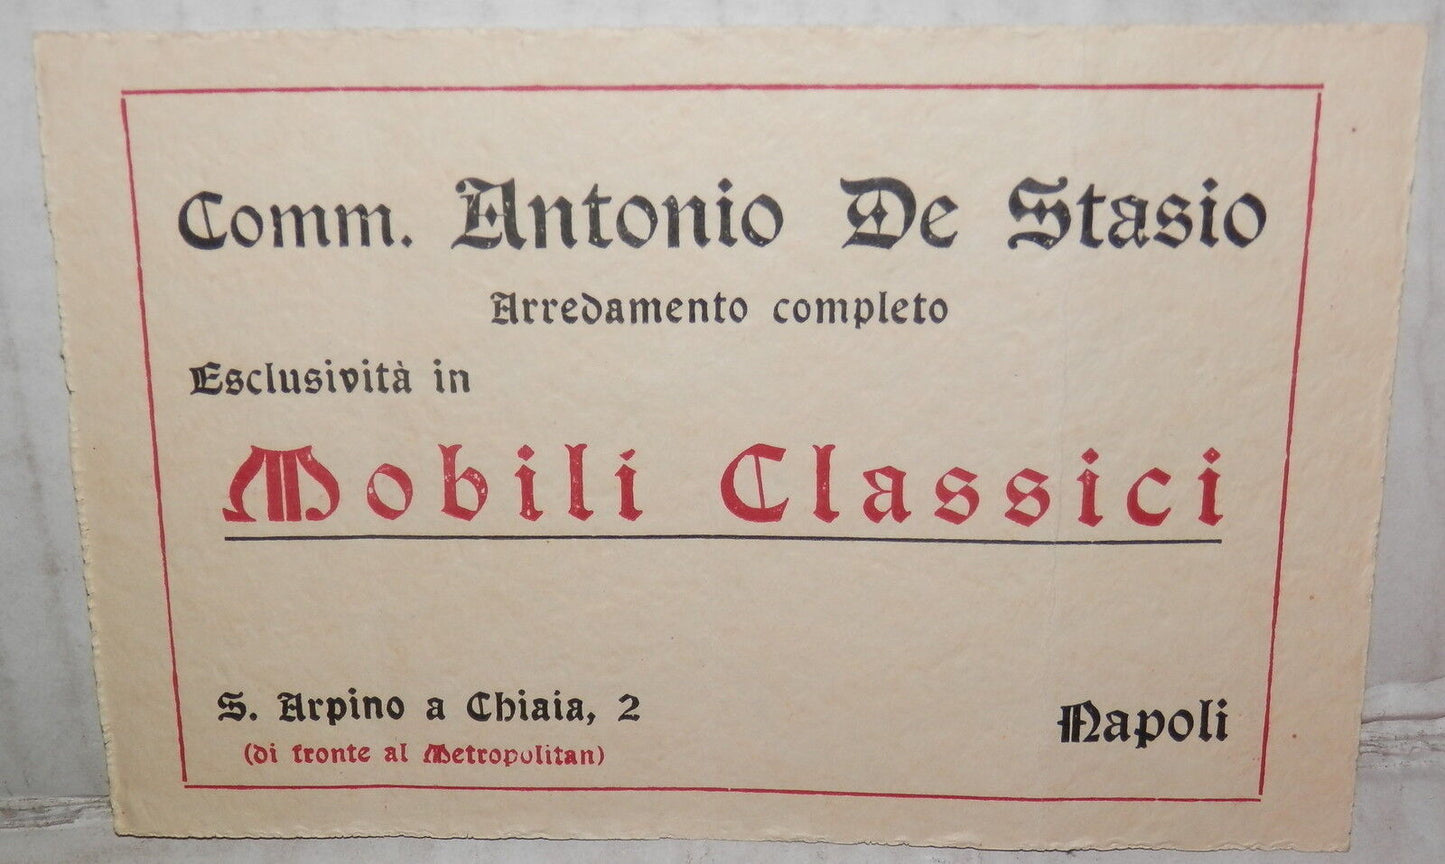 Comm. Antonio De Stasio
Arredamento completo
Esclusività in
Mobili Classici
S. Arpino a Chiaia, 2
(di fronte al Metropolitan)
Napoli